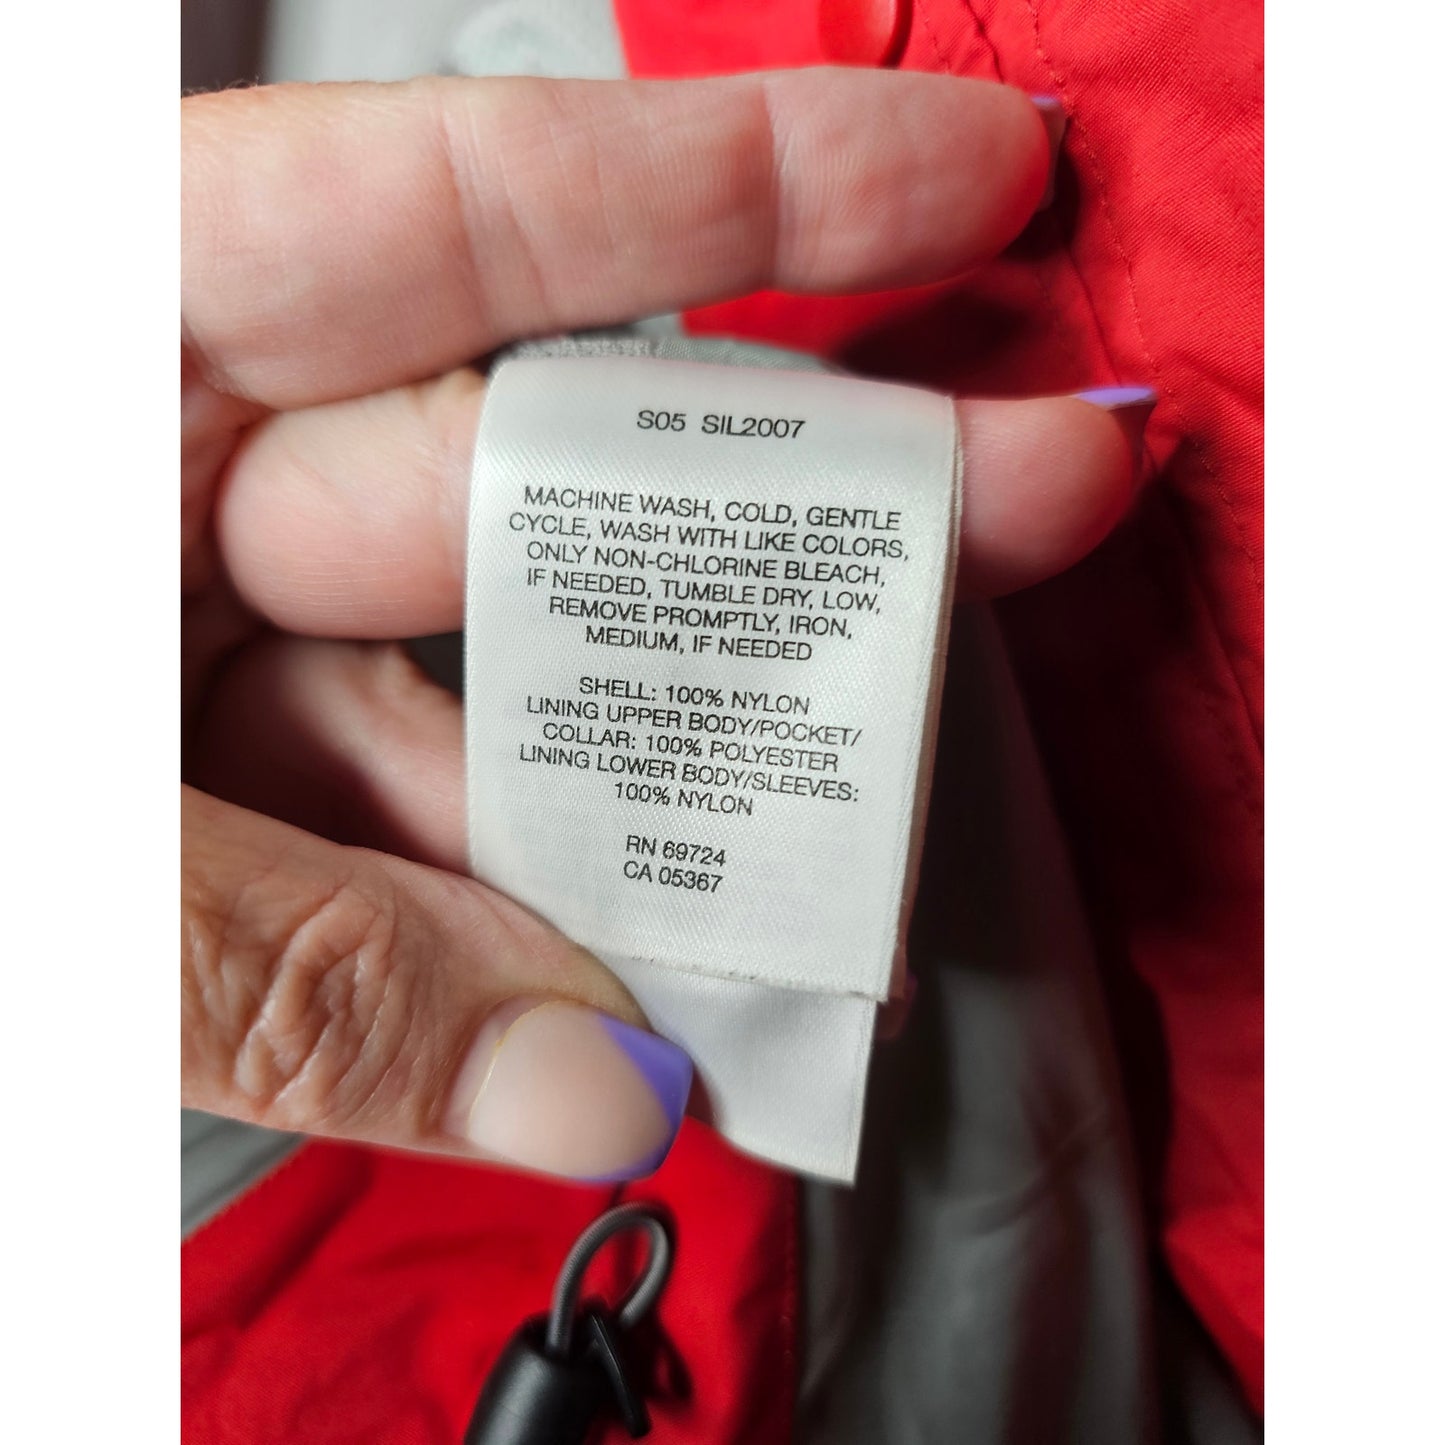 S05 SIL2007
MACHINE WASH, COLD, GENTLE
CYCLE, WASH WITH LIKE COLORS,
ONLY NON-CHLORINE BLEACH,
IF NEEDED, TUMBLE DRY, LOW,
REMOVE PROMPTLY, IRON,
MEDIUM, IF NEEDED
SHELL: 100% NYLON
LINING UPPER BODY/POCKET/
COLLAR: 100% POLYESTER
LINING LOWER BODY/SLEEVES:
100% NYLON
RN 69724
CA 05367